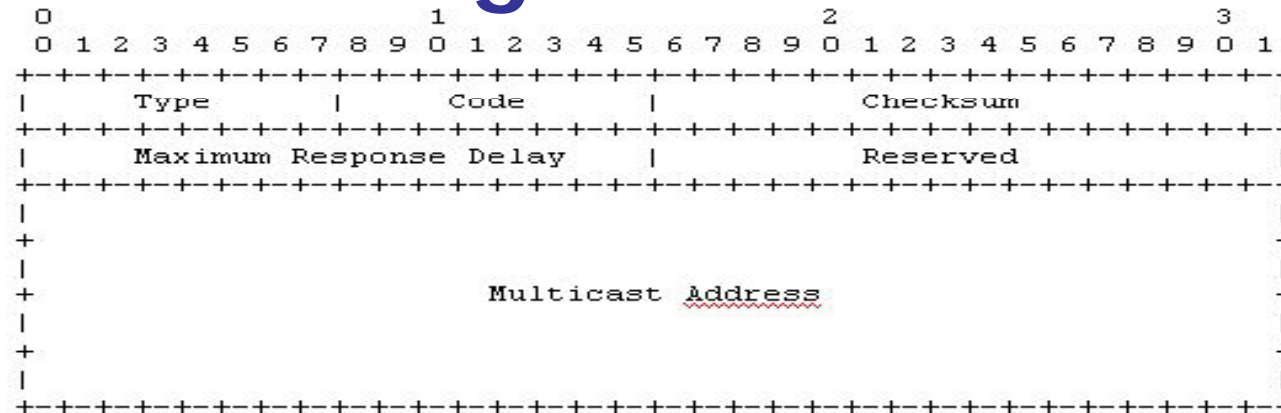 0 1 2 3
0 1 2 3 4 5 6 7 8 9 0 1 2 3 4 5 6 7 8 9 0 1 2 3 4 5 6 7 8 9 0 1
+-+-+-+-+-+-+-+-+-+-+-+-+-+-+-+-+-+-+-+-+-+-+-+-+-+-+-+-+-+-+-+-
| Type | Code | Checksum |
+-+-+-+-+-+-+-+-+-+-+-+-+-+-+-+-+-+-+-+-+-+-+-+-+-+-+-+-+-+-+-+-
| Maximum Response Delay | Reserved |
+-+-+-+-+-+-+-+-+-+-+-+-+-+-+-+-+-+-+-+-+-+-+-+-+-+-+-+-+-+-+-+-
| |
+ +
| |
+ Multicast Address +
| |
+ +
| |
+-+-+-+-+-+-+-+-+-+-+-+-+-+-+-+-+-+-+-+-+-+-+-+-+-+-+-+-+-+-+-+-